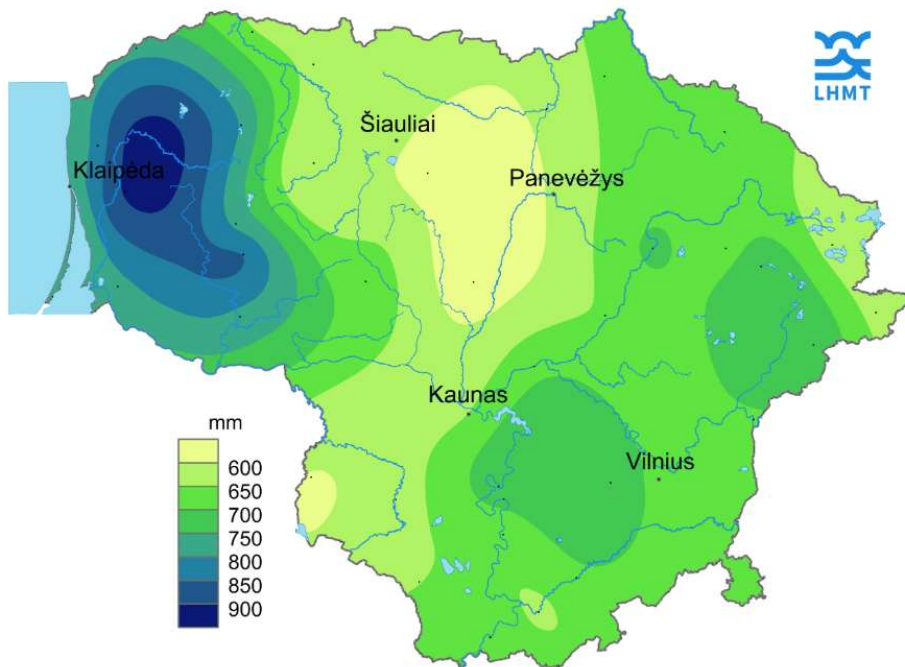 LHMT
Šiauliai
Klaipėda
Panevėžys
Kaunas
Vilnius
mm
600
650
700
750
800
850
900